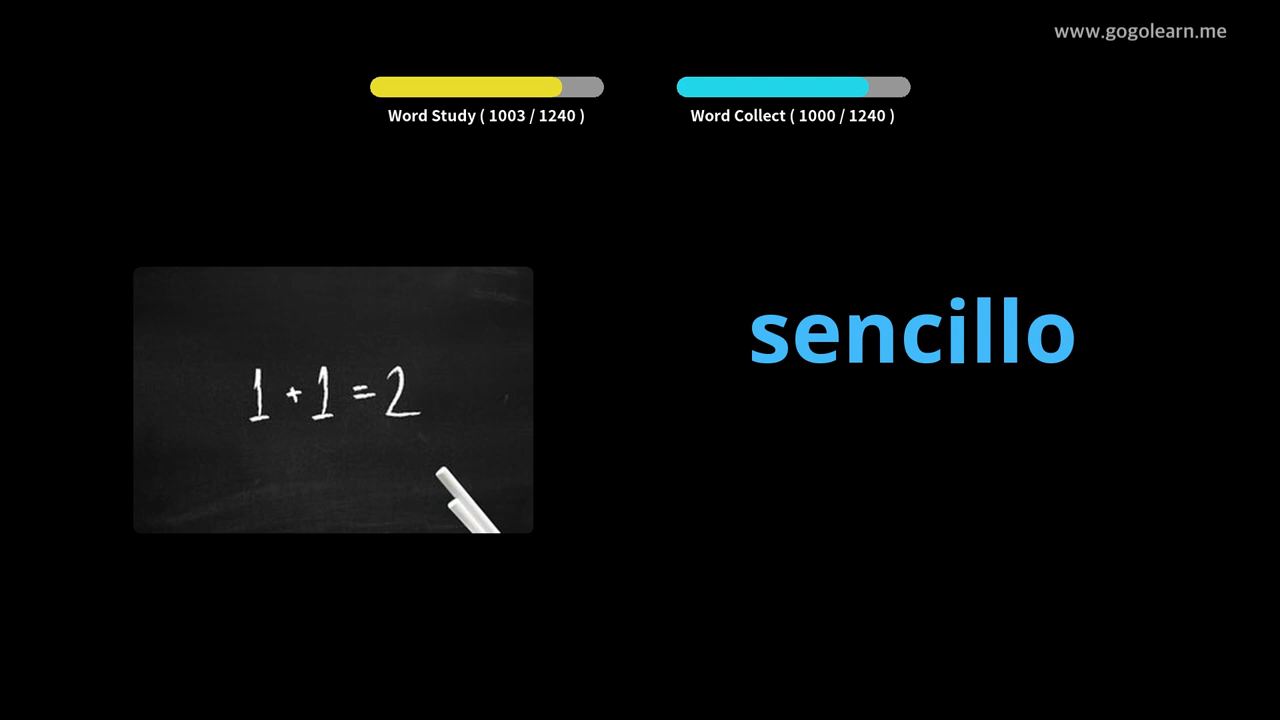 www.gogolearn.me
Word Study ( 1003 / 1240 )
Word Collect ( 1000 / 1240 )
sencillo
1 + 1 = 2